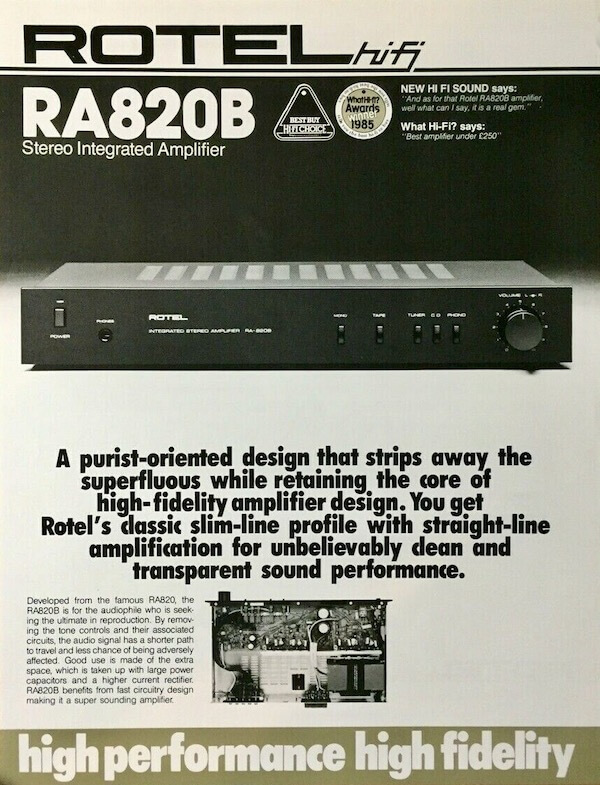 ROTEL hifi
RA820B
Stereo Integrated Amplifier
BEST BUY
HI-FI CHOICE
What Hi-Fi?
Awards
winner
1985
NEW HI FI SOUND says:
"And as for that Rotel RA820B amplifier,
well what can I say, it is a real gem."
What Hi-Fi? says:
"Best amplifier under £250"
POWER
PHONES
ROTEL
INTEGRATED STEREO AMPLIFIER RA-820B
MONO
TAPE
TUNER CD PHONO
VOLUME L R
A purist-oriented design that strips away the
superfluous while retaining the core of
high-fidelity amplifier design. You get
Rotel's classic slim-line profile with straight-line
amplification for unbelievably clean and
transparent sound performance.
Developed from the famous RA820, the
RA820B is for the audiophile who is seek-
ing the ultimate in reproduction. By remov-
ing the tone controls and their associated
circuits, the audio signal has a shorter path
to travel and less chance of being adversely
affected. Good use is made of the extra
space, which is taken up with large power
capacitors and a higher current rectifier.
RA820B benefits from fast circuitry design
making it a super sounding amplifier.
high performance high fidelity